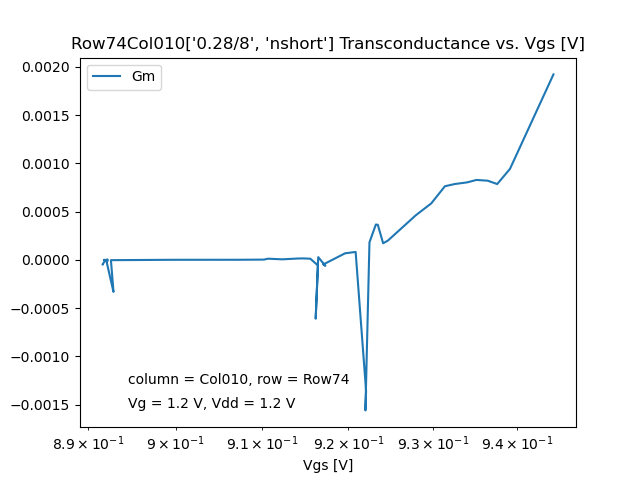 Row74Col010['0.28/8', 'nshort'] Transconductance vs. Vgs [V]
Gm
0.0020
0.0015
0.0010
0.0005
0.0000
−0.0005
−0.0010
−0.0015
column = Col010, row = Row74
Vg = 1.2 V, Vdd = 1.2 V
8.9 × 10⁻¹ 9 × 10⁻¹ 9.1 × 10⁻¹ 9.2 × 10⁻¹ 9.3 × 10⁻¹ 9.4 × 10⁻¹
Vgs [V]